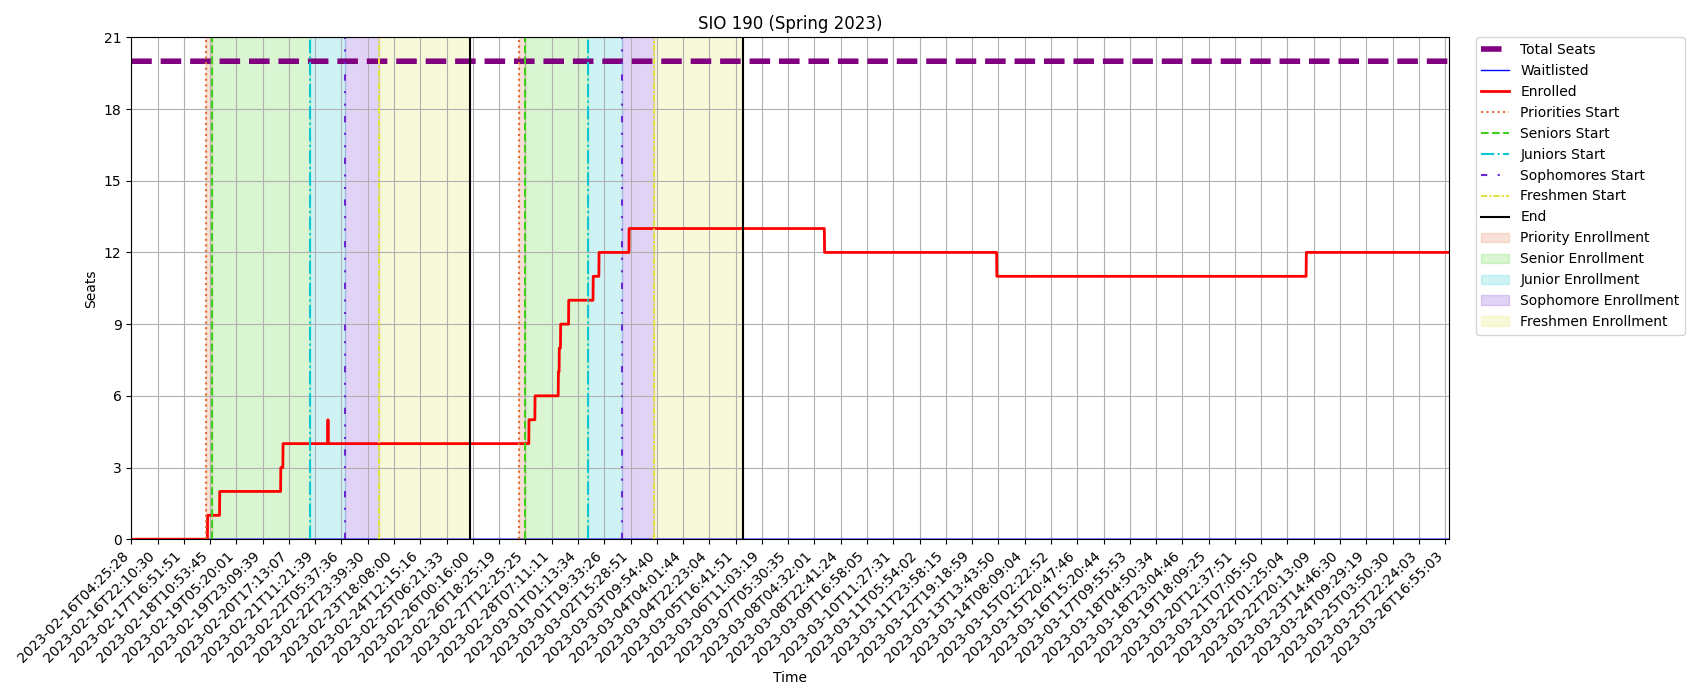 SIO 190 (Spring 2023)
21
18
15
12
9
6
3
0
Seats
2023-02-16T04:25:28
2023-02-16T22:10:30
2023-02-17T16:51:51
2023-02-18T10:53:45
2023-02-19T05:20:01
2023-02-19T23:09:39
2023-02-20T17:13:07
2023-02-21T11:21:39
2023-02-22T05:37:36
2023-02-22T23:39:30
2023-02-23T18:08:00
2023-02-24T12:15:16
2023-02-25T06:21:33
2023-02-26T00:16:00
2023-02-26T18:25:19
2023-02-27T12:25:25
2023-02-28T07:11:11
2023-03-01T01:13:34
2023-03-01T19:33:26
2023-03-02T15:28:51
2023-03-03T09:54:40
2023-03-04T04:01:44
2023-03-04T22:23:04
2023-03-05T16:41:51
2023-03-06T11:03:19
2023-03-07T05:30:35
2023-03-08T04:32:01
2023-03-08T22:41:24
2023-03-09T16:58:05
2023-03-10T11:27:31
2023-03-11T05:54:02
2023-03-11T23:58:15
2023-03-12T19:18:59
2023-03-13T13:43:50
2023-03-14T08:09:04
2023-03-15T02:22:52
2023-03-15T20:47:46
2023-03-16T15:20:44
2023-03-17T09:55:53
2023-03-18T04:50:34
2023-03-18T23:04:46
2023-03-19T18:09:25
2023-03-20T12:37:51
2023-03-21T07:05:50
2023-03-22T01:25:04
2023-03-22T20:13:09
2023-03-23T14:46:30
2023-03-24T09:29:19
2023-03-25T03:50:30
2023-03-25T22:24:03
2023-03-26T16:55:03
Time
Total Seats
Waitlisted
Enrolled
Priorities Start
Seniors Start
Juniors Start
Sophomores Start
Freshmen Start
End
Priority Enrollment
Senior Enrollment
Junior Enrollment
Sophomore Enrollment
Freshmen Enrollment